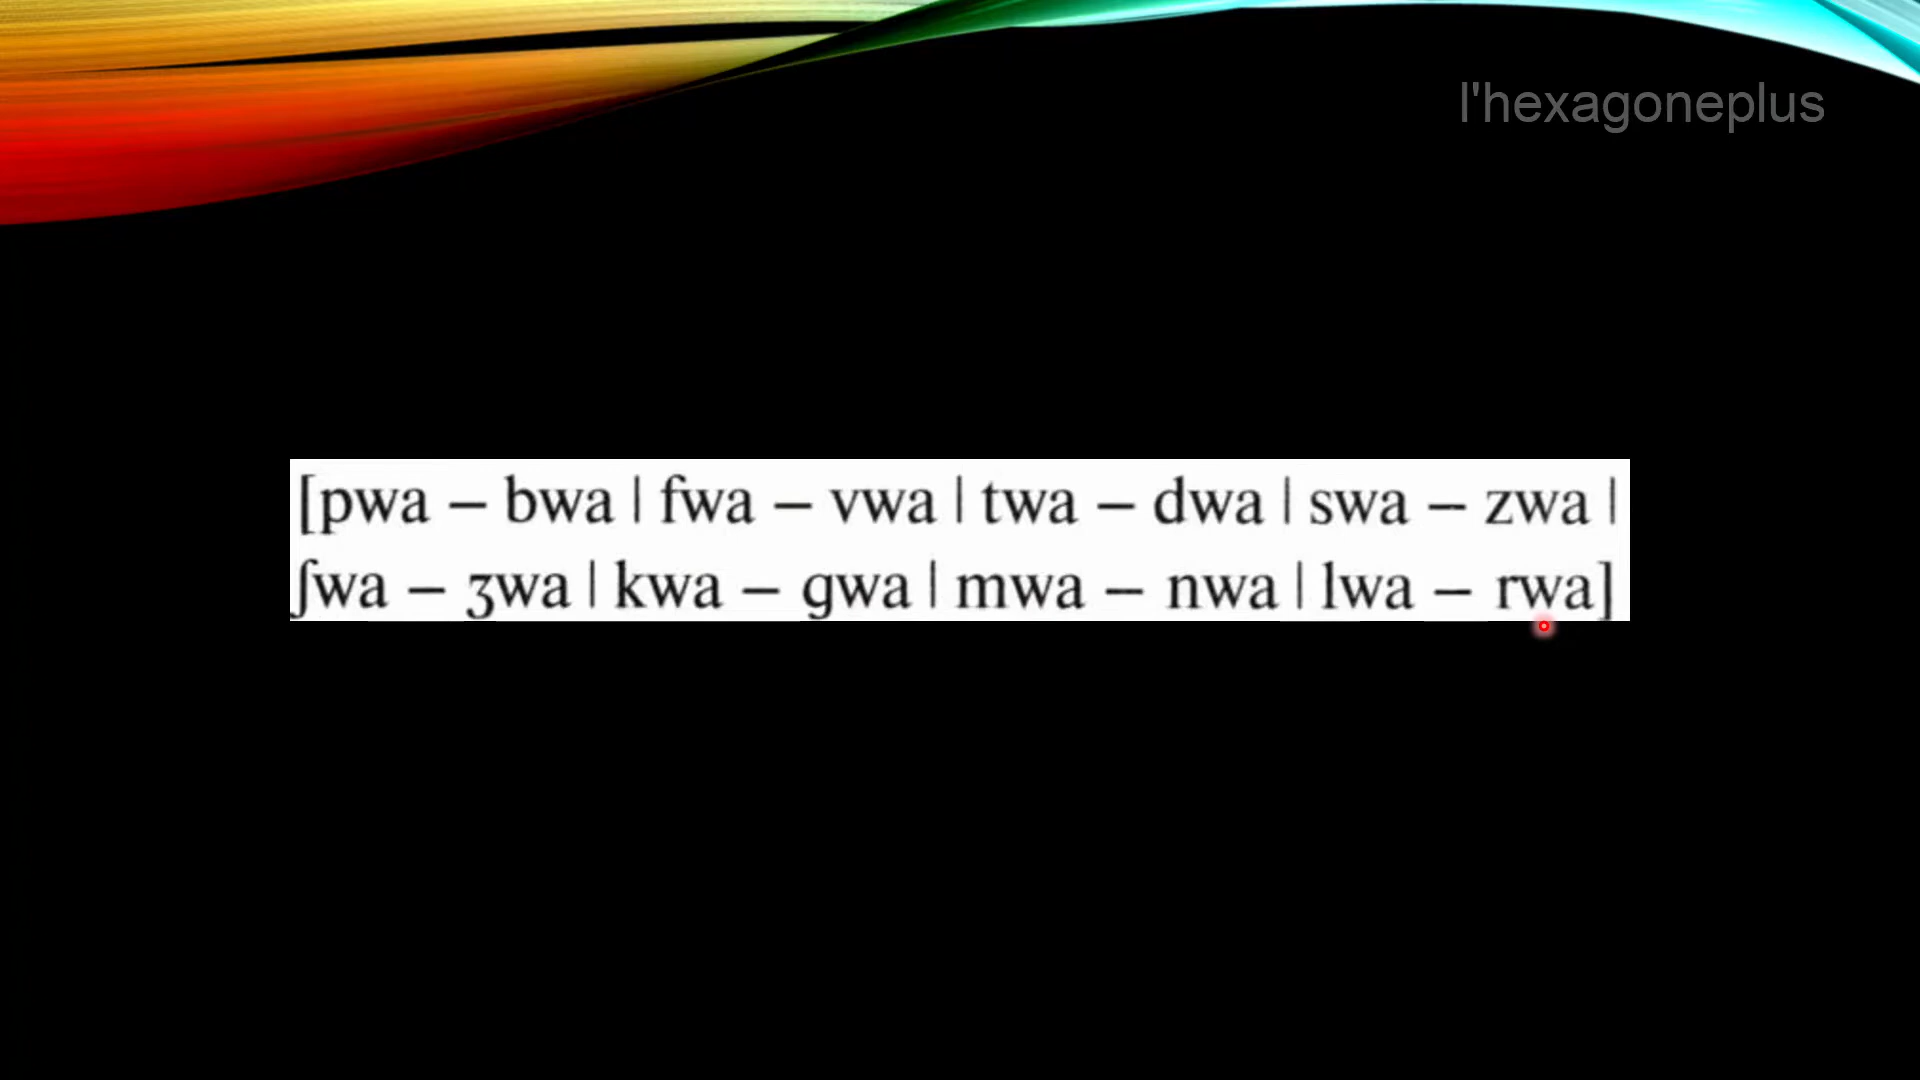 l'hexagoneplus
[pwa – bwa | fwa – vwa | twa – dwa | swa – zwa |
ʃwa – ʒwa | kwa – gwa | mwa – nwa | lwa – rwa]